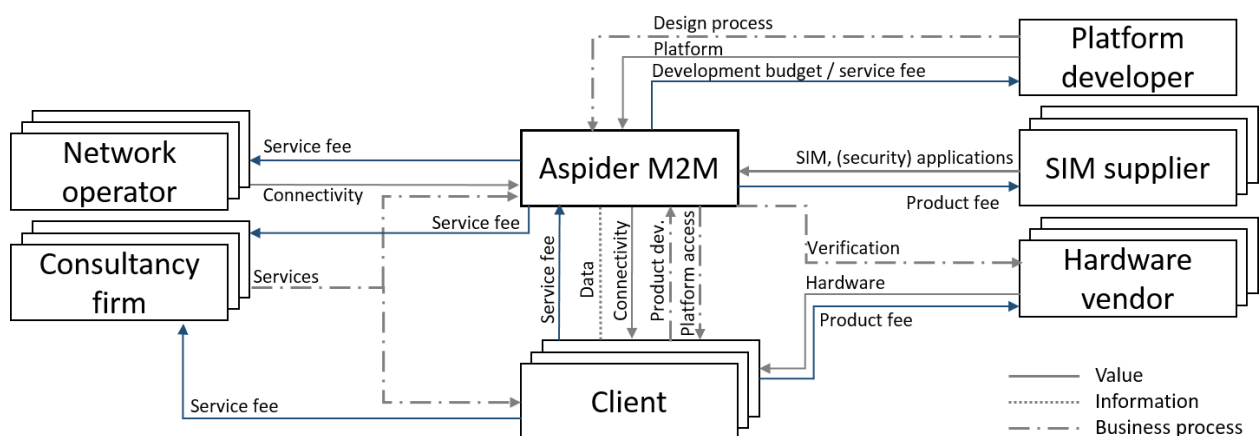 Design process
Platform
Development budget / service fee
Platform
developer
Network
operator
Service fee
Connectivity
Aspider M2M
SIM, (security) applications
Product fee
SIM supplier
Service fee
Consultancy
firm
Services
Service fee
Data
Connectivity
Product dev.
Platform access
Verification
Hardware
Product fee
Hardware
vendor
Service fee
Client
Value
Information
Business process